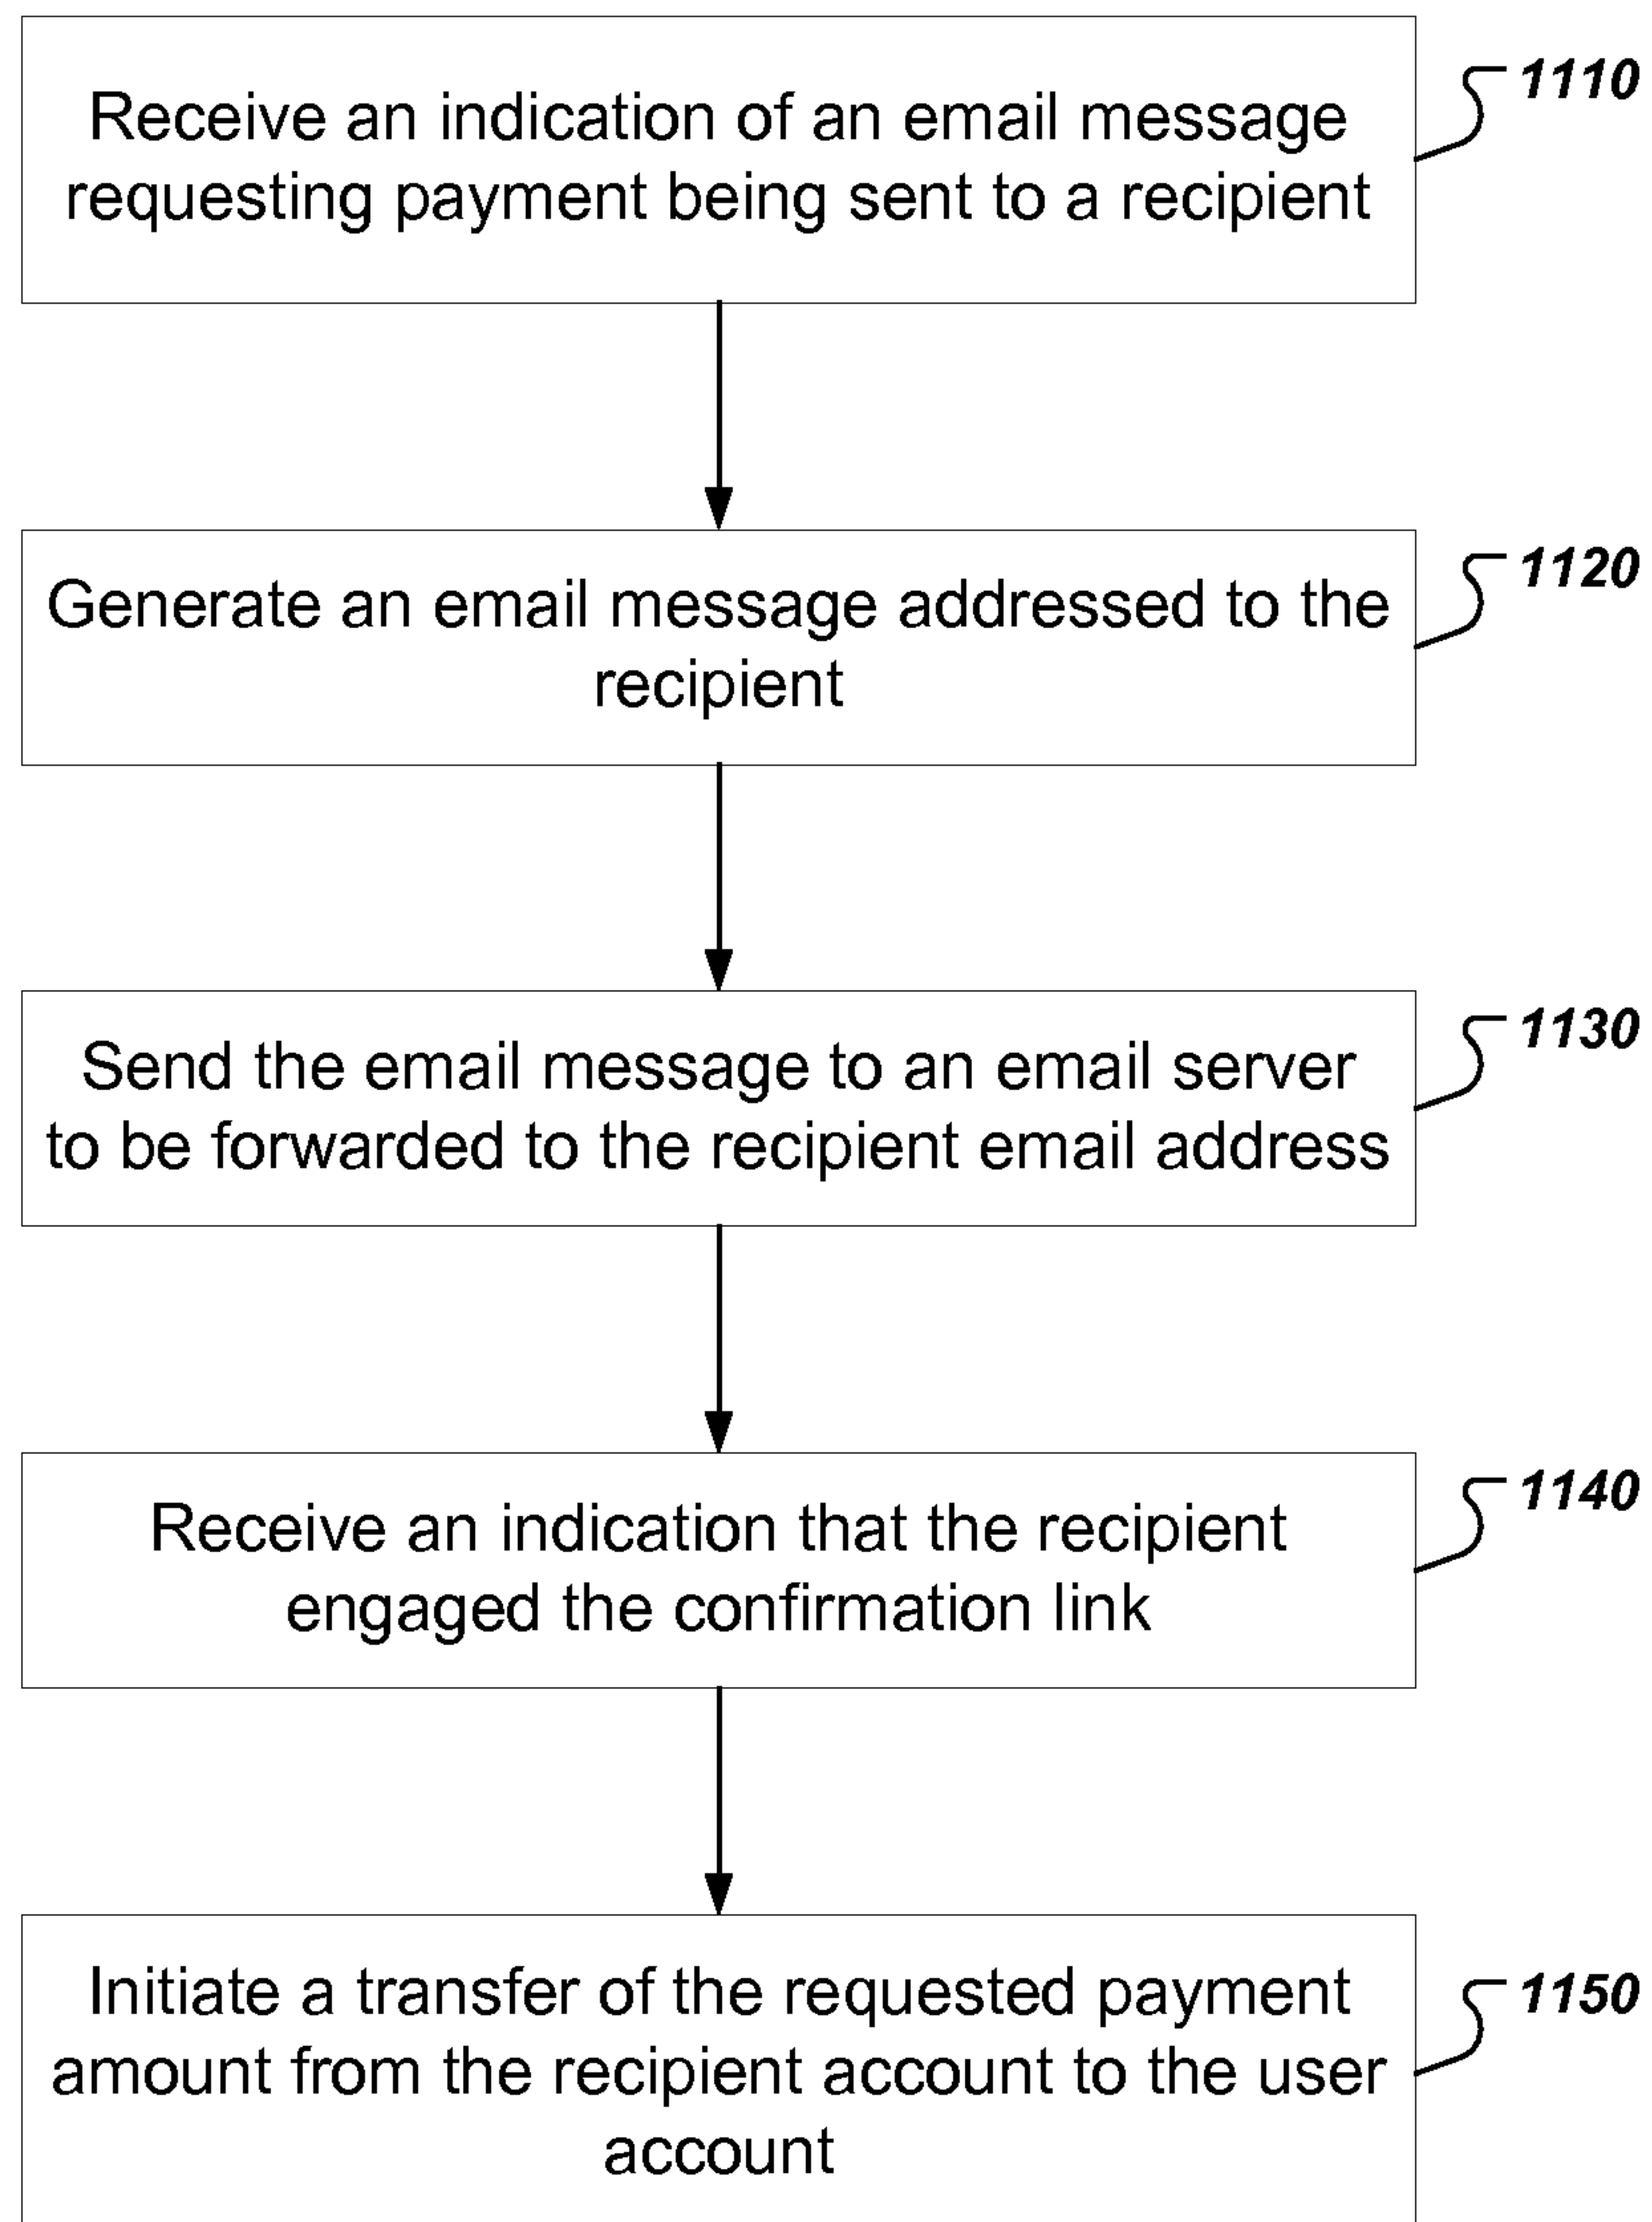 Receive an indication of an email message
requesting payment being sent to a recipient
1110
Generate an email message addressed to the
recipient
1120
Send the email message to an email server
to be forwarded to the recipient email address
1130
Receive an indication that the recipient
engaged the confirmation link
1140
Initiate a transfer of the requested payment
amount from the recipient account to the user
account
1150